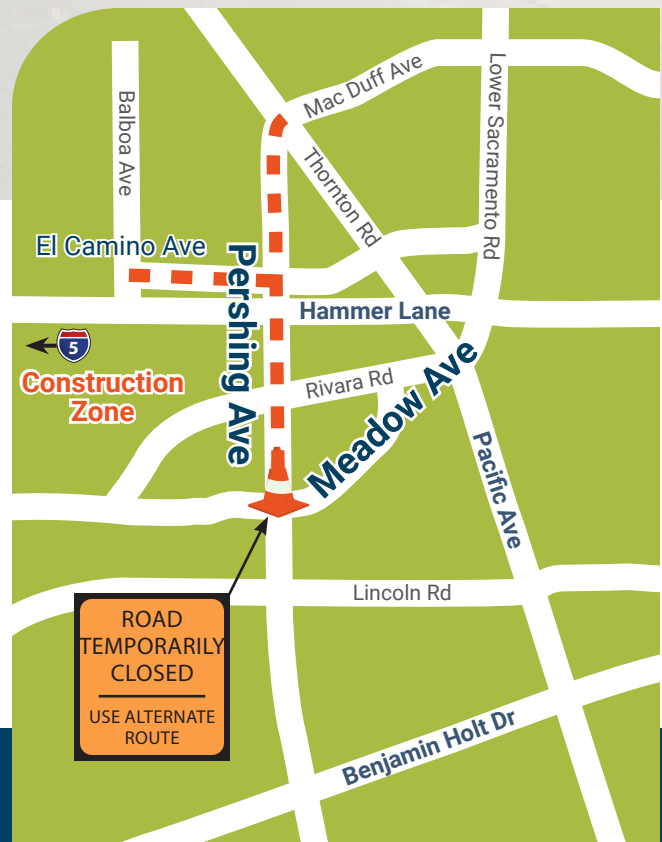 Mac Duff Ave
Lower Sacramento Rd
Balboa Ave
Thornton Rd
El Camino Ave
Pershing Ave
Hammer Lane
5
Construction
Zone
Rivara Rd
Meadow Ave
Pacific Ave
Lincoln Rd
ROAD
TEMPORARILY
CLOSED
USE ALTERNATE
ROUTE
Benjamin Holt Dr